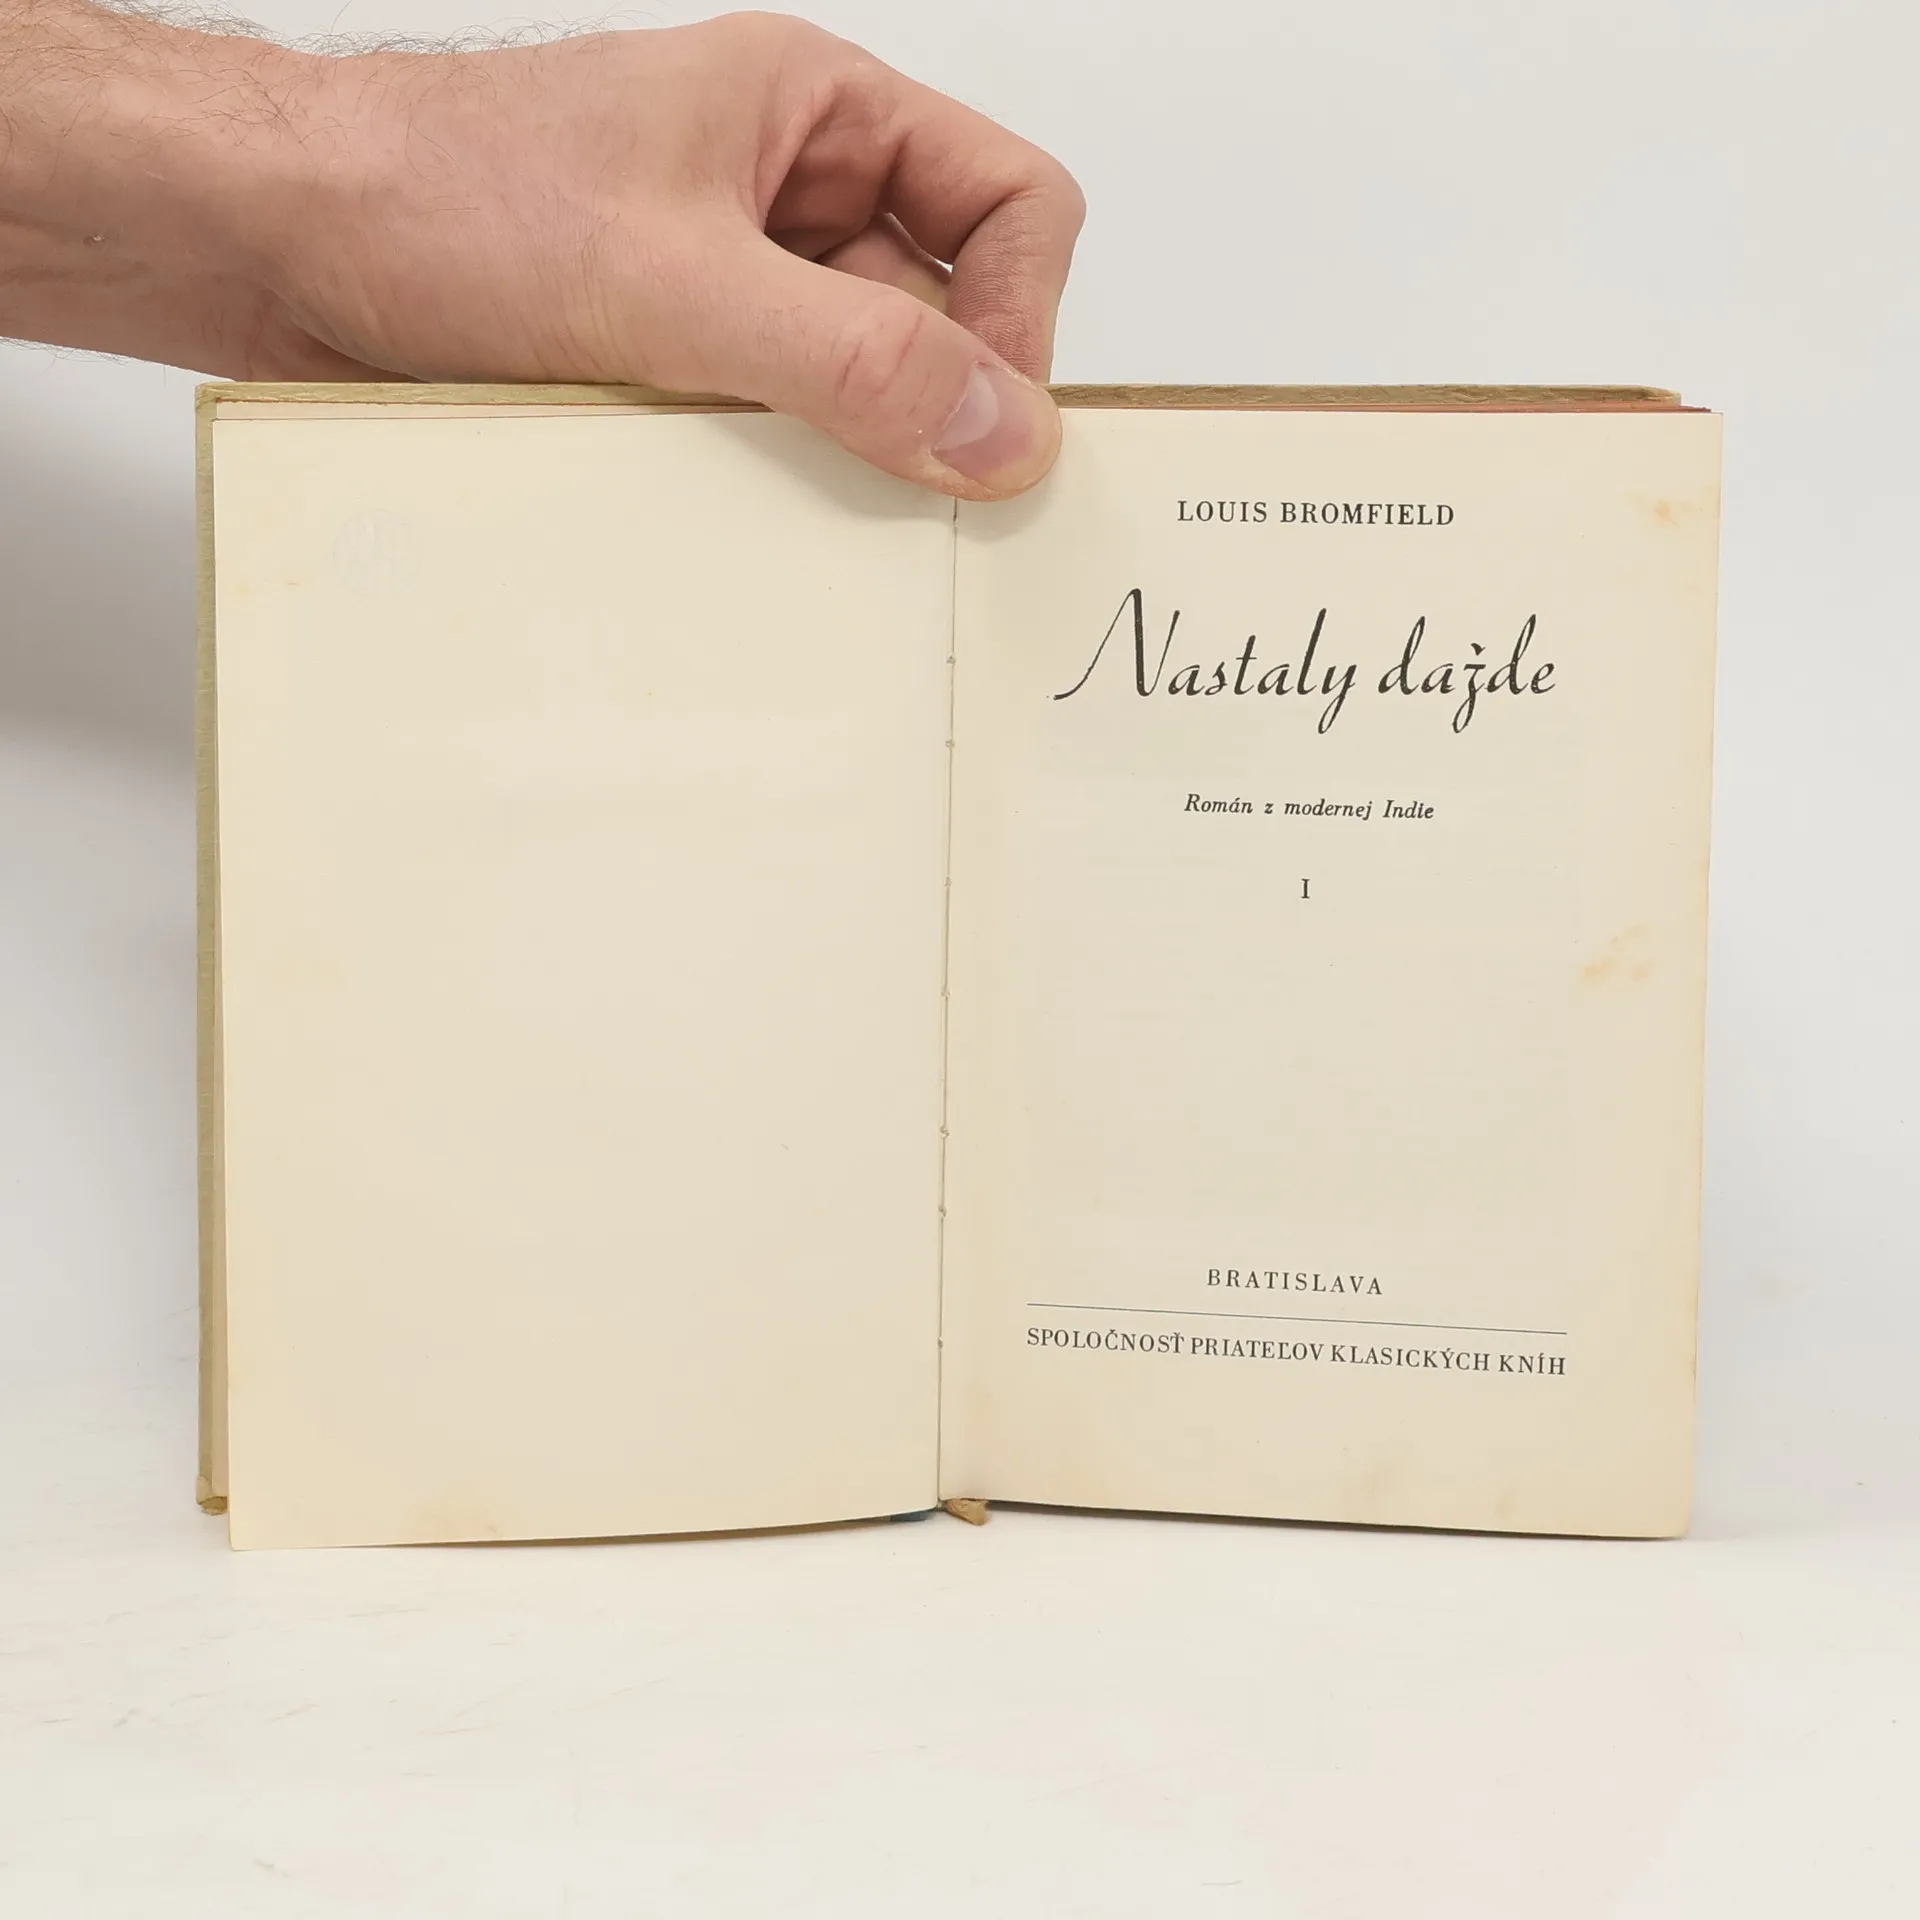 LOUIS BROMFIELD
Nastaly dažde
Román z modernej Indie
I
BRATISLAVA
SPOLOČNOSŤ PRIATEĽOV KLASICKÝCH KNÍH